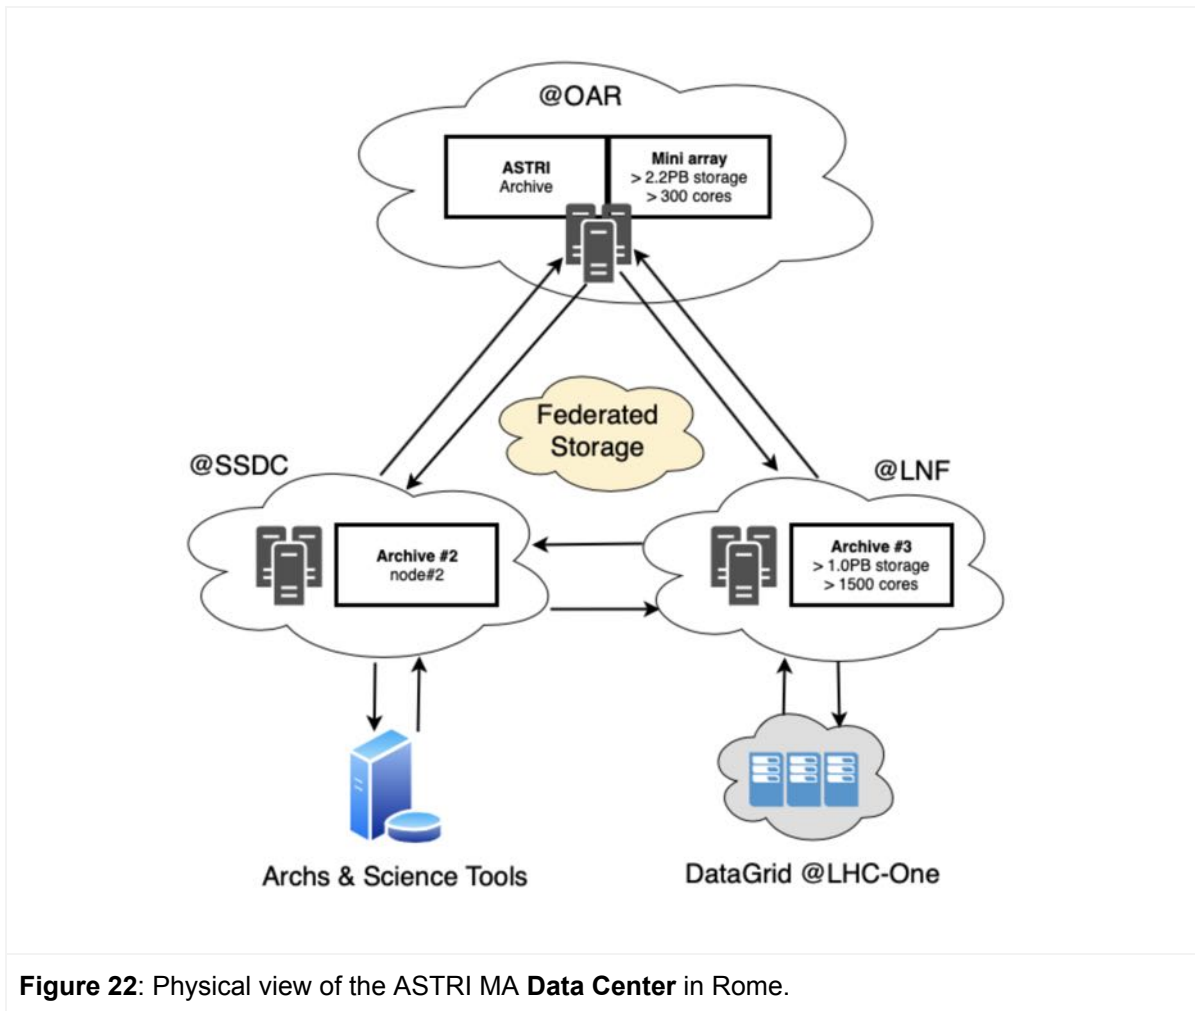 @OAR
ASTRI
Archive
Mini array
> 2.2PB storage
> 300 cores
Federated
Storage
@SSDC
@LNF
Archive #2
node#2
Archive #3
> 1.0PB storage
> 1500 cores
Archs & Science Tools
DataGrid @LHC-One
Figure 22: Physical view of the ASTRI MA Data Center in Rome.